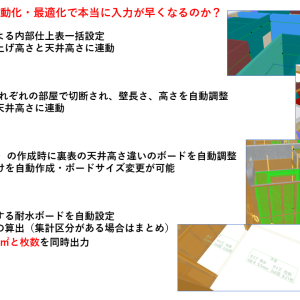 動化・最適化で本当に入力が早くなるのか？
よる内部仕上表一括設定
上げ高さと天井高さに連動
れぞれの部屋で切断され、壁長さ、高さを自動調整
天井高さに連動
の作成時に裏表の天井高さ違いのボードを自動調整
けを自動作成・ボードサイズ変更が可能
する耐水ボードを自動設定
の算出（集計区分がある場合はまとめ）
㎡と枚数を同時出力